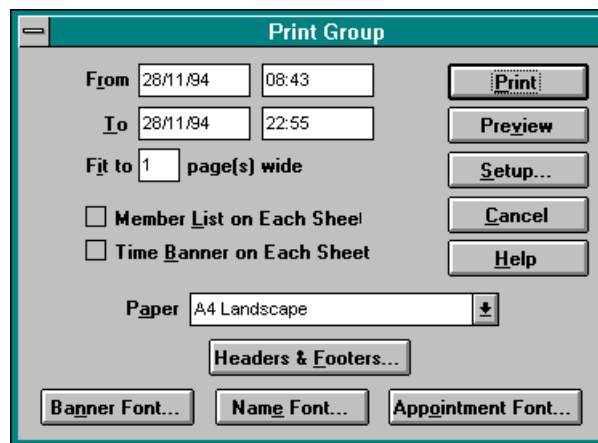 Print Group
From 28/11/94 08:43
Print
To 28/11/94 22:55
Preview
Fit to 1 page(s) wide
Setup...
Member List on Each Sheet
Cancel
Time Banner on Each Sheet
Help
Paper A4 Landscape
Headers & Footers...
Banner Font... Name Font... Appointment Font...